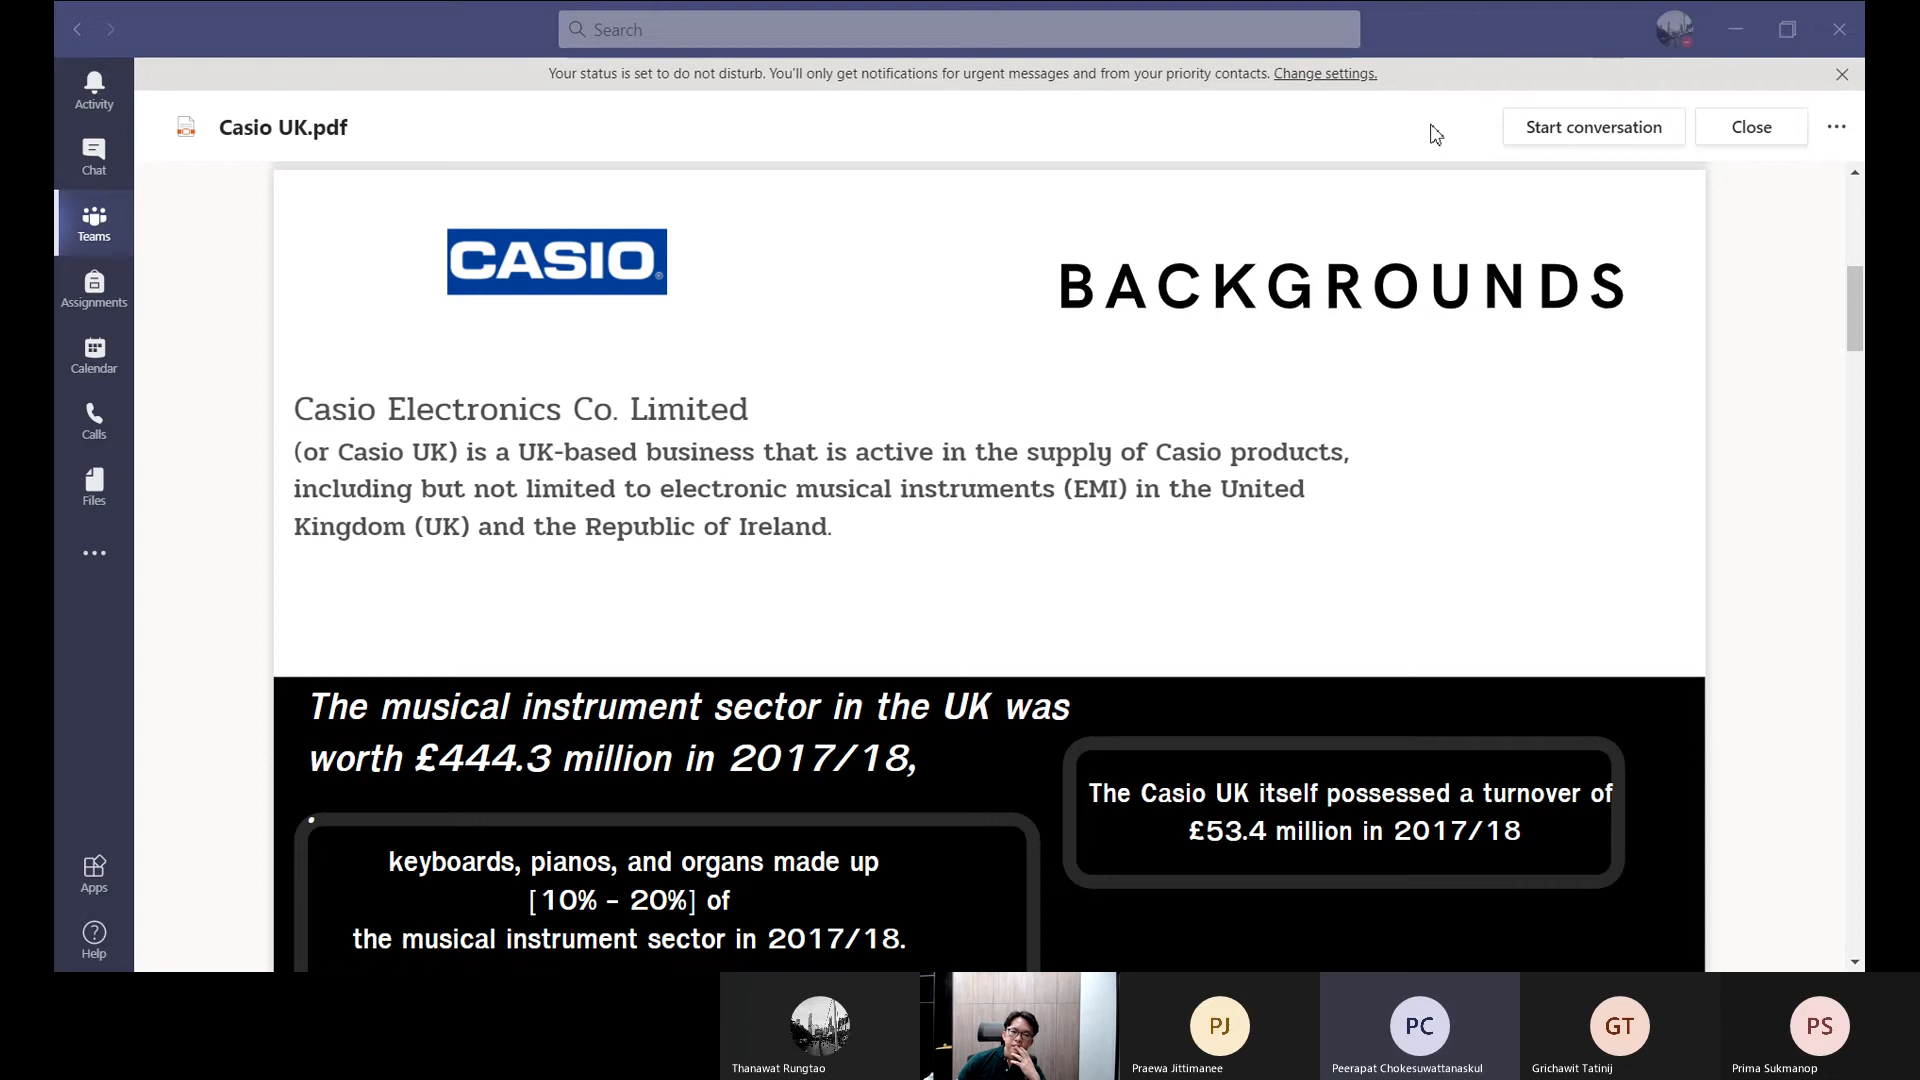 Search
Your status is set to do not disturb. You'll only get notifications for urgent messages and from your priority contacts. Change settings.
Activity
Chat
Teams
Assignments
Calendar
Calls
Files
Apps
Help
Casio UK.pdf
Start conversation
Close
CASIO®
BACKGROUNDS
Casio Electronics Co. Limited
(or Casio UK) is a UK-based business that is active in the supply of Casio products,
including but not limited to electronic musical instruments (EMI) in the United
Kingdom (UK) and the Republic of Ireland.
The musical instrument sector in the UK was
worth £444.3 million in 2017/18,
The Casio UK itself possessed a turnover of
£53.4 million in 2017/18
keyboards, pianos, and organs made up
[10% - 20%] of
the musical instrument sector in 2017/18.
PJ
PC
GT
PS
Thanawat Rungtao
Praewa Jittimanee
Peerapat Chokesuwattanaskul
Grichawit Tatinij
Prima Sukmanop